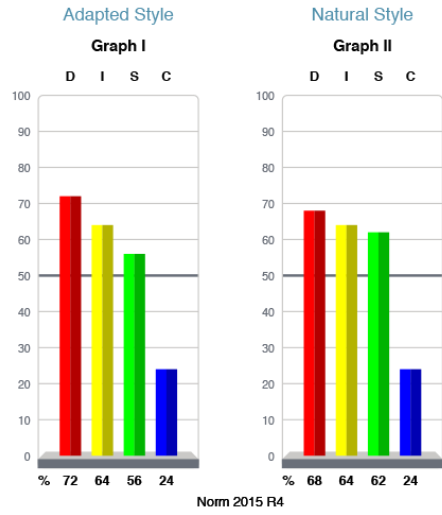 Adapted Style
Graph I
D I S C
100
90
80
70
60
50
40
30
20
10
0
% 72 64 56 24
Natural Style
Graph II
D I S C
100
90
80
70
60
50
40
30
20
10
0
% 68 64 62 24
Norm 2015 R4